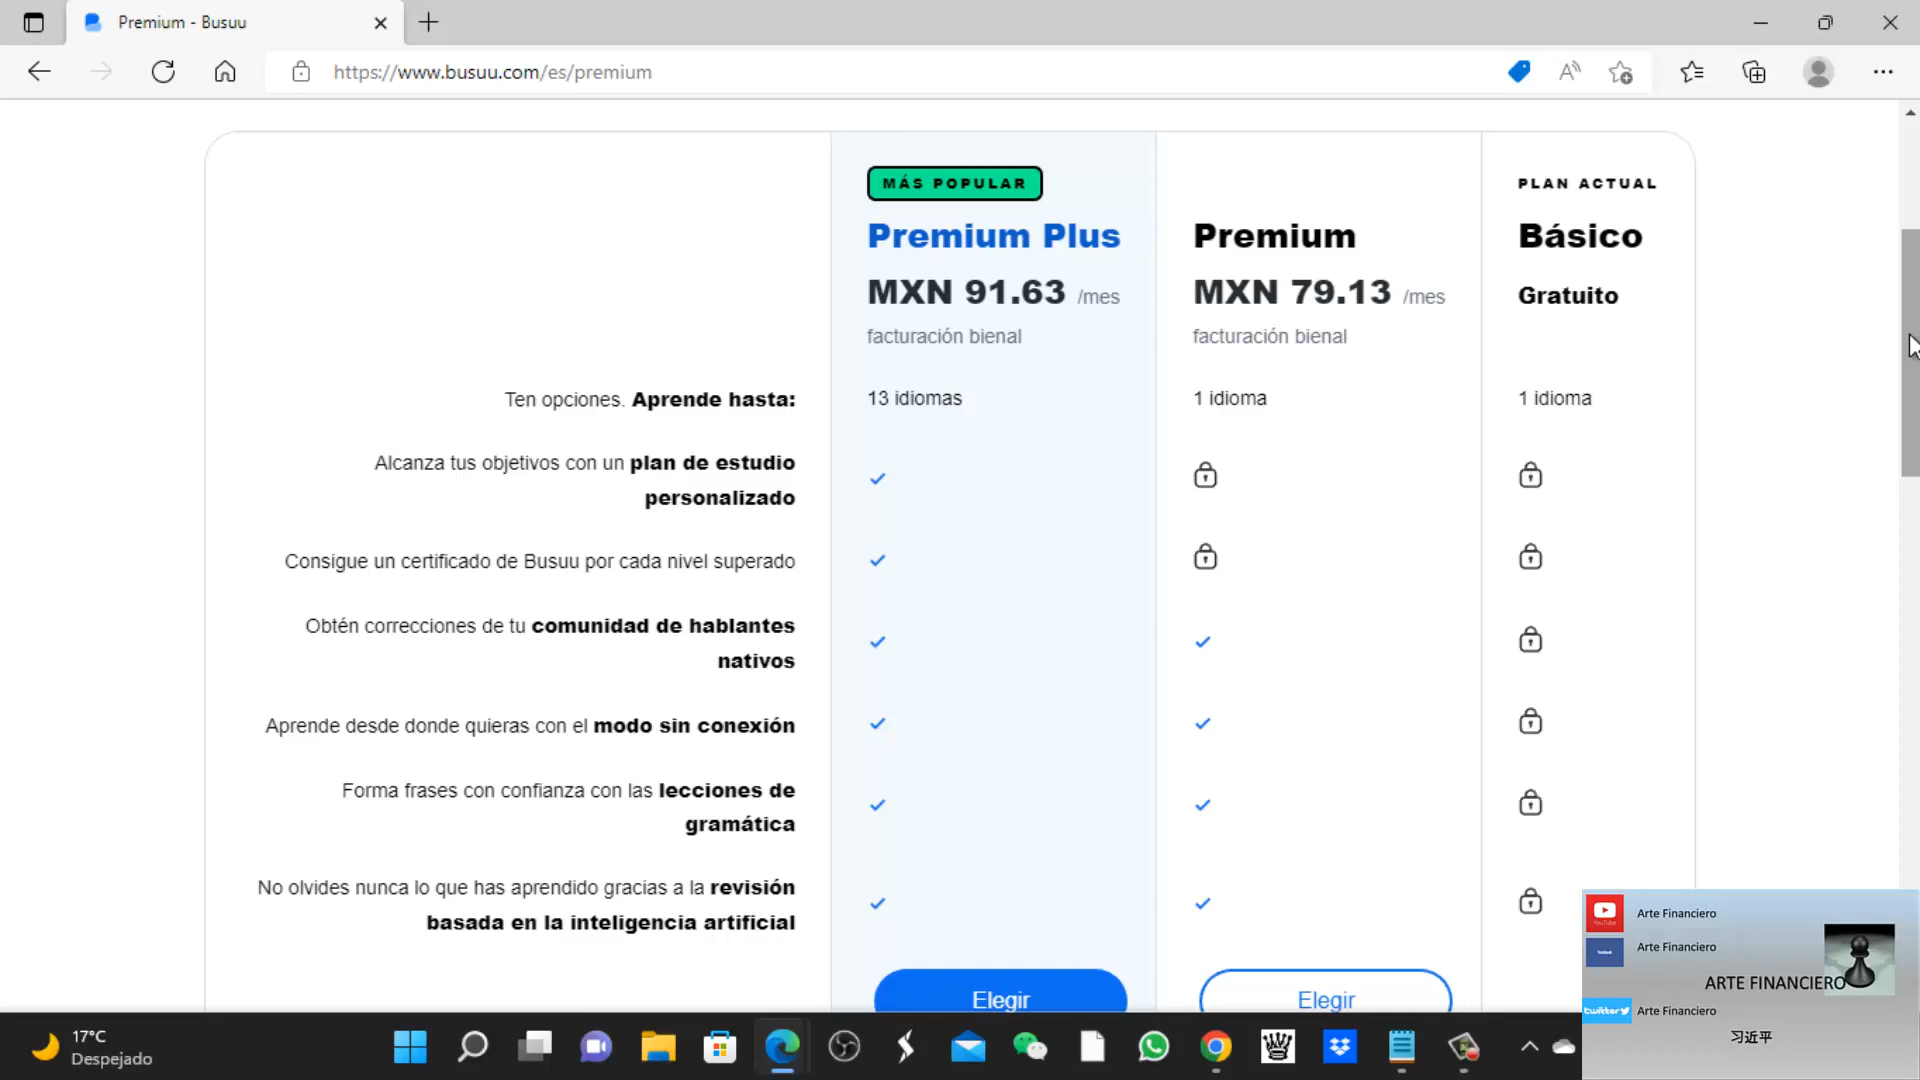 Premium - Busuu
https://www.busuu.com/es/premium
MÁS POPULAR
PLAN ACTUAL
Premium Plus
Premium
Básico
MXN 91.63 /mes
MXN 79.13 /mes
Gratuito
facturación bienal
facturación bienal
Ten opciones. Aprende hasta:
13 idiomas
1 idioma
1 idioma
Alcanza tus objetivos con un plan de estudio
personalizado
Consigue un certificado de Busuu por cada nivel superado
Obtén correcciones de tu comunidad de hablantes
nativos
Aprende desde donde quieras con el modo sin conexión
Forma frases con confianza con las lecciones de
gramática
No olvides nunca lo que has aprendido gracias a la revisión
basada en la inteligencia artificial
Elegir
Elegir
YouTube
Arte Financiero
facebook
Arte Financiero
ARTE FINANCIERO
twitter
Arte Financiero
习近平
17°C
Despejado